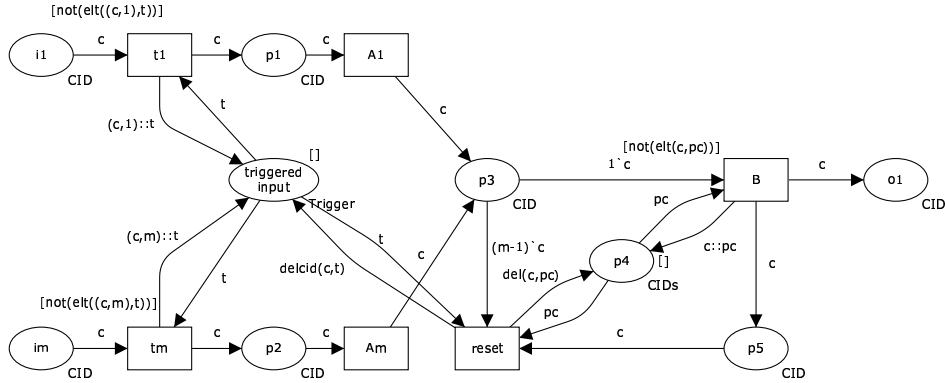 [not(elt((c,1),t))]
i1
c
t1
c
p1
c
A1
CID
CID
(c,1)::t
t
c
[]
triggered
input
Trigger
p3
CID
1`c
[not(elt(c,pc))]
B
c
o1
CID
(c,m)::t
t
t
delcid(c,t)
c
(m-1)`c
pc
c::pc
p4
[]
CIDs
del(c,pc)
pc
c
[not(elt((c,m),t))]
im
c
tm
c
p2
c
Am
reset
c
p5
CID
CID
CID